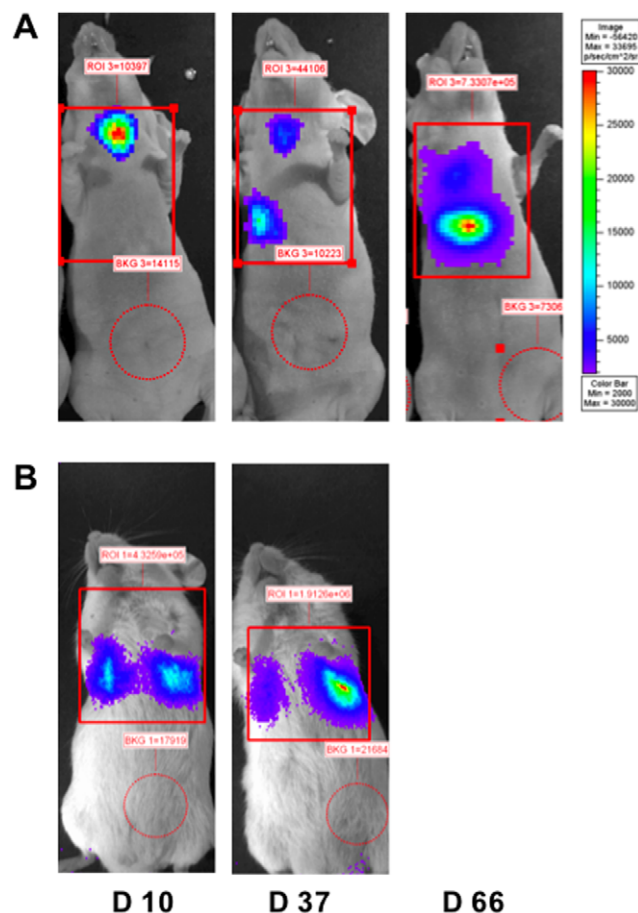 A
ROI 3=10397
ROI 3=44106
ROI 3=7.3307e+05
BKG 3=14115
BKG 3=10223
BKG 3=7306
Image
Min = -56420
Max = 33695
p/sec/cm^2/sr
30000
25000
20000
15000
10000
5000
Color Bar
Min = 2000
Max = 30000
B
ROI 1=4.3259e+05
ROI 1=1.9126e+06
BKG 1=17919
BKG 1=21684
D 10
D 37
D 66